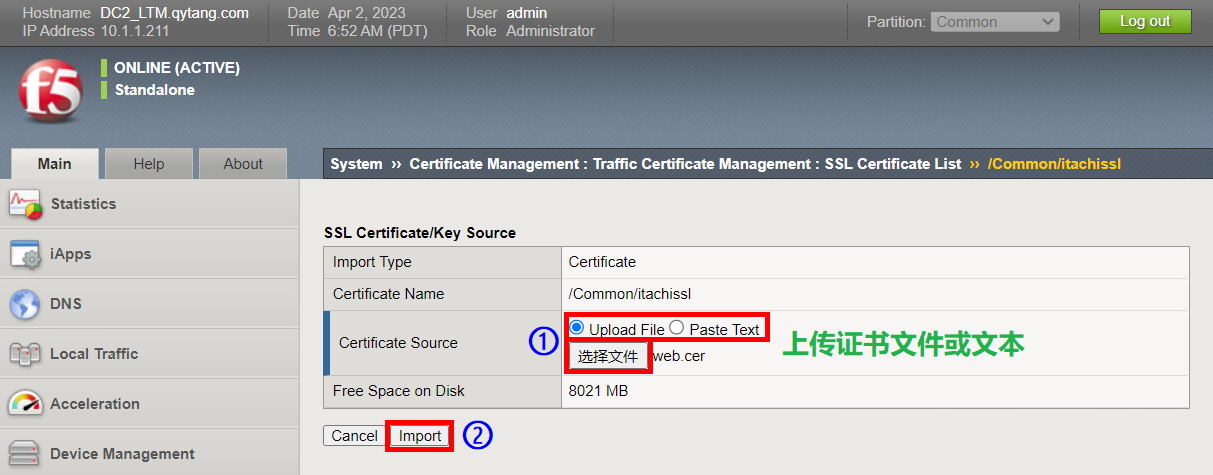 Hostname DC2_LTM.qytang.com Date Apr 2, 2023 User admin
IP Address 10.1.1.211 Time 6:52 AM (PDT) Role Administrator
Partition: Common Log out
f5
ONLINE (ACTIVE)
Standalone
Main Help About
System ›› Certificate Management : Traffic Certificate Management : SSL Certificate List ›› /Common/itachissl
Statistics
iApps
DNS
Local Traffic
Acceleration
Device Management
SSL Certificate/Key Source
Import Type Certificate
Certificate Name /Common/itachissl
Certificate Source ① Upload File Paste Text
选择文件 web.cer
上传证书文件或文本
Free Space on Disk 8021 MB
Cancel Import ②